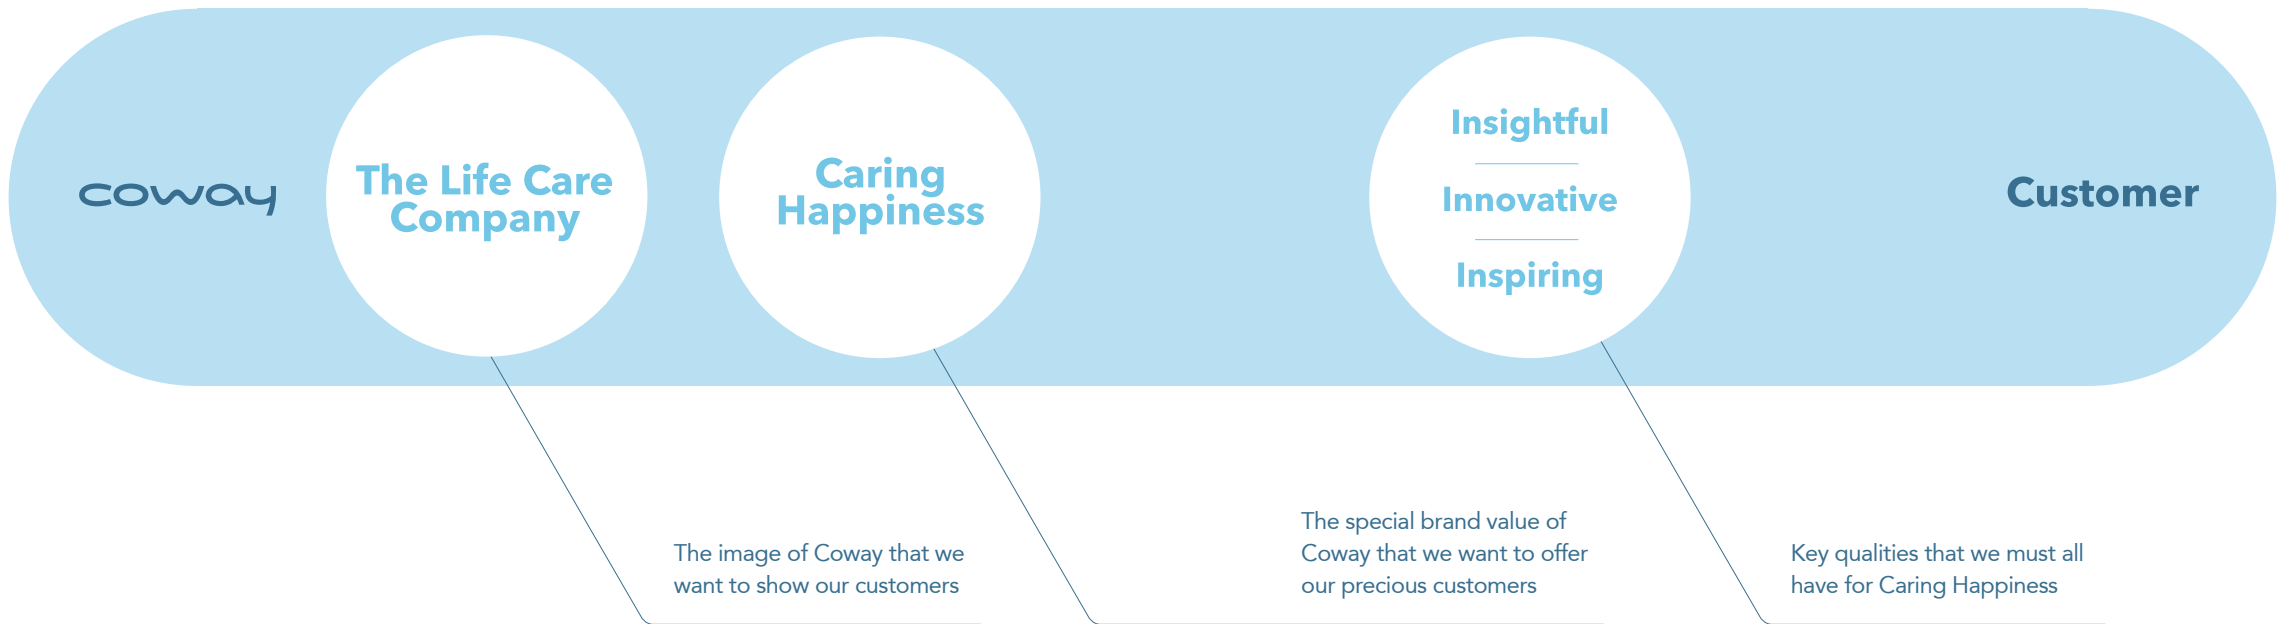 coway
The Life Care
Company
Caring
Happiness
Insightful
Innovative
Inspiring
Customer
The image of Coway that we
want to show our customers
The special brand value of
Coway that we want to offer
our precious customers
Key qualities that we must all
have for Caring Happiness